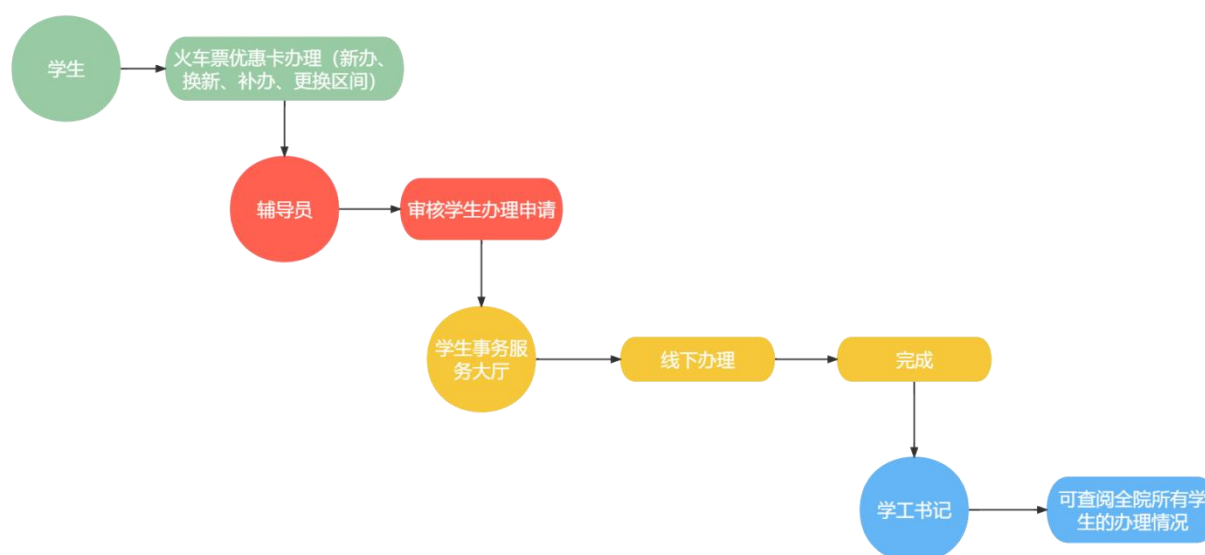 学生
火车票优惠卡办理（新办、
换新、补办、更换区间）
辅导员
审核学生办理申请
学生事务服
务大厅
线下办理
完成
学工书记
可查阅全院所有学
生的办理情况